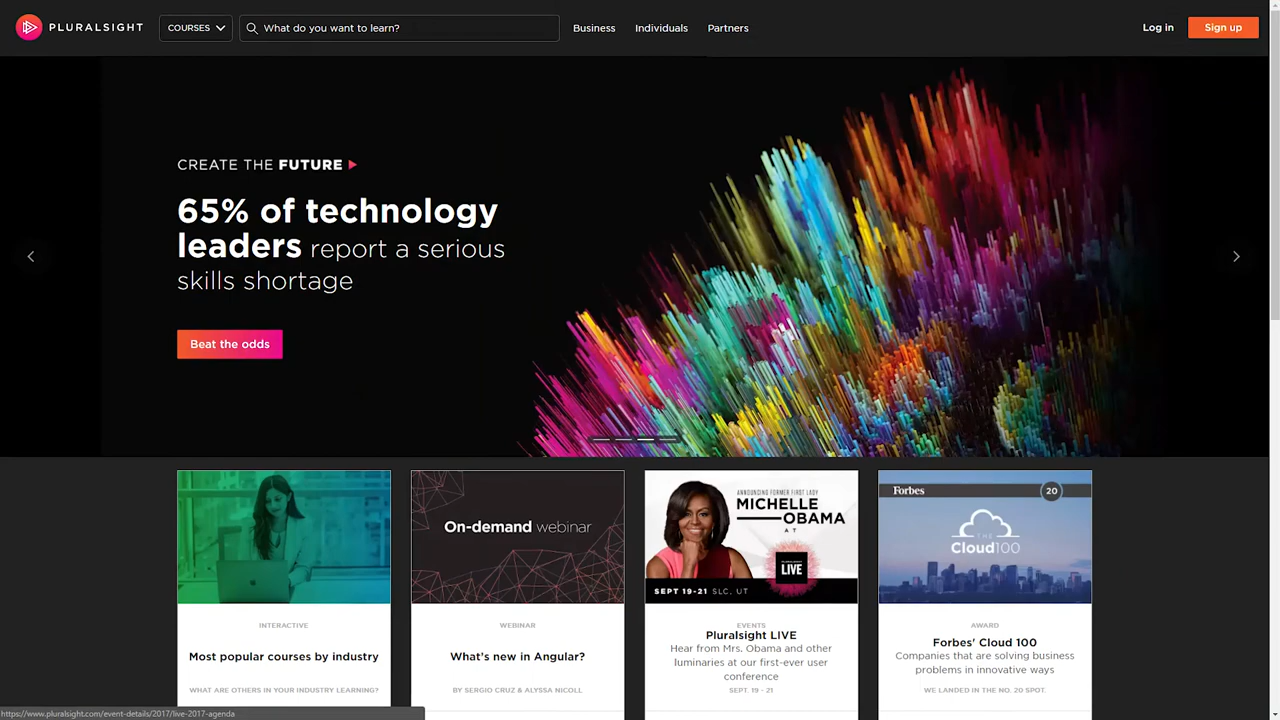 PLURALSIGHT
COURSES
What do you want to learn?
Business
Individuals
Partners
Log in
Sign up
CREATE THE FUTURE
65% of technology
leaders report a serious
skills shortage
Beat the odds
INTERACTIVE
Most popular courses by industry
WHAT ARE OTHERS IN YOUR INDUSTRY LEARNING?
On-demand webinar
WEBINAR
What's new in Angular?
BY SERGIO CRUZ & ALYSSA NICOLL
ANNOUNCING FORMER FIRST LADY
MICHELLE
OBAMA
AT
LIVE
SEPT 19-21 SLC, UT
EVENTS
Pluralsight LIVE
Hear from Mrs. Obama and other
luminaries at our first-ever user
conference
SEPT. 19 - 21
Forbes
20
THE
Cloud100
AWARD
Forbes' Cloud 100
Companies that are solving business
problems in innovative ways
WE LANDED IN THE NO. 20 SPOT.
https://www.pluralsight.com/event-details/2017/live-2017-agenda